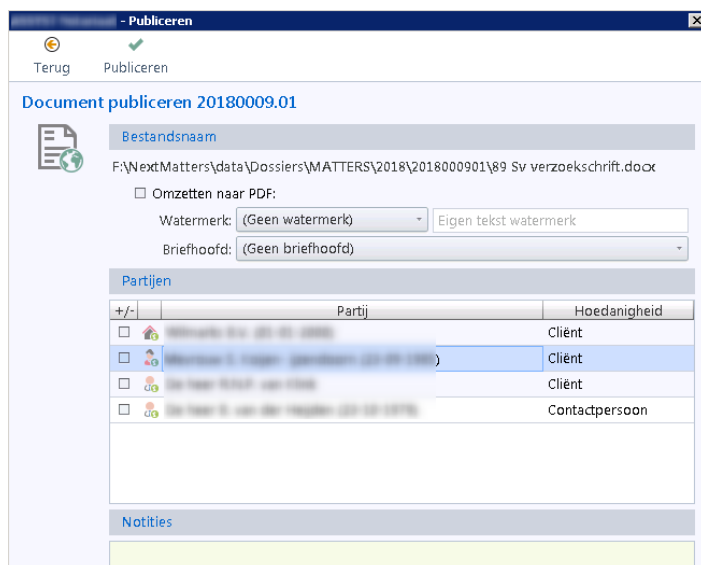 - Publiceren
Terug Publiceren
Document publiceren 20180009.01
Bestandsnaam
F:\NextMatters\data\Dossiers\MATTERS\2018\2018000901\89 Sv verzoekschrift.docx
Omzetten naar PDF:
Watermerk: (Geen watermerk) Eigen tekst watermerk
Briefhoofd: (Geen briefhoofd)
Partijen
+/- Partij Hoedanigheid
Cliënt
) Cliënt
Cliënt
Contactpersoon
Notities